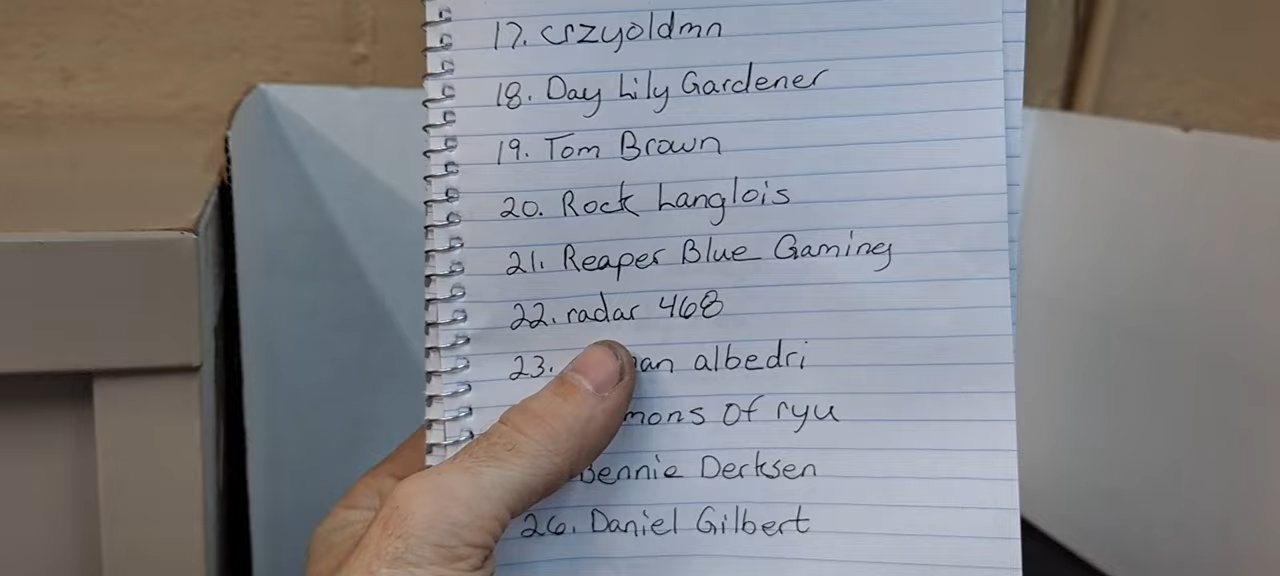 17. crzyoldmn
18. Day Lily Gardener
19. Tom Brown
20. Rock Langlois
21. Reaper Blue Gaming
22. radar 468
23. albedri
of ryu
Bennie Derksen
26. Daniel Gilbert